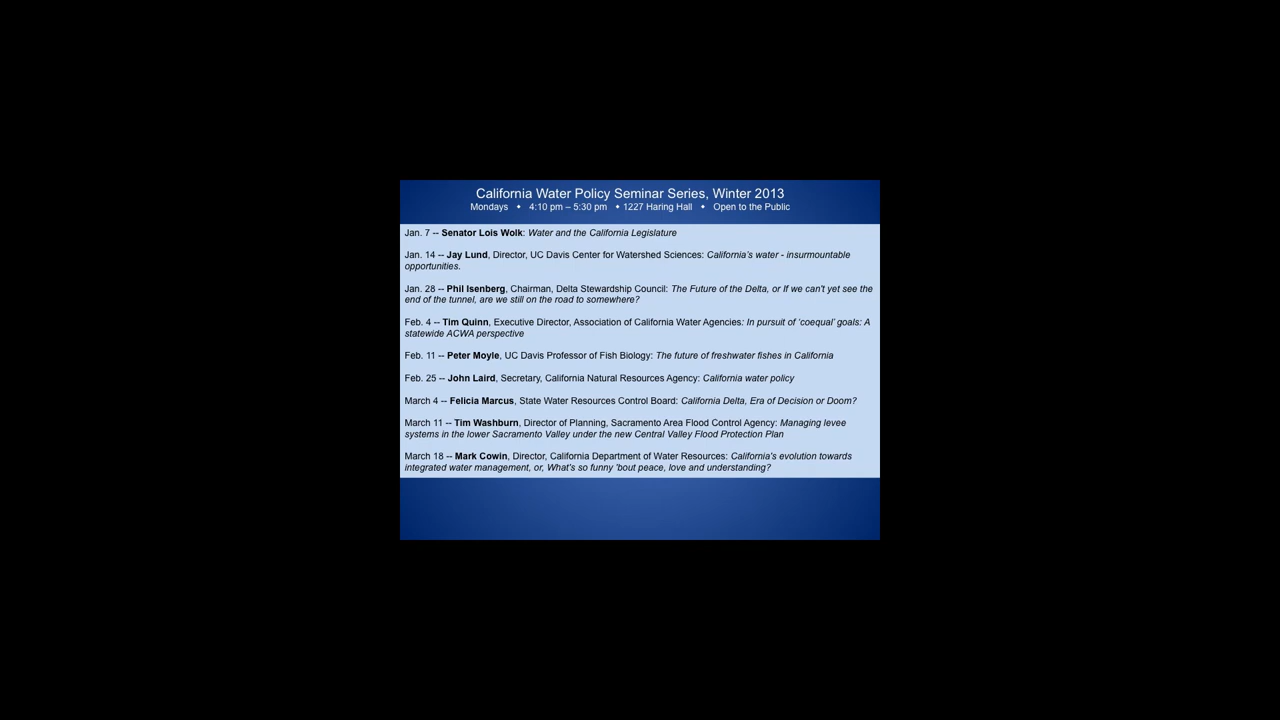 California Water Policy Seminar Series, Winter 2013
Mondays • 4:10 pm – 5:30 pm • 1227 Haring Hall • Open to the Public
Jan. 7 -- Senator Lois Wolk: Water and the California Legislature
Jan. 14 -- Jay Lund, Director, UC Davis Center for Watershed Sciences: California's water - insurmountable
opportunities.
Jan. 28 -- Phil Isenberg, Chairman, Delta Stewardship Council: The Future of the Delta, or If we can't yet see the
end of the tunnel, are we still on the road to somewhere?
Feb. 4 -- Tim Quinn, Executive Director, Association of California Water Agencies: In pursuit of 'coequal' goals: A
statewide ACWA perspective
Feb. 11 -- Peter Moyle, UC Davis Professor of Fish Biology: The future of freshwater fishes in California
Feb. 25 -- John Laird, Secretary, California Natural Resources Agency: California water policy
March 4 -- Felicia Marcus, State Water Resources Control Board: California Delta, Era of Decision or Doom?
March 11 -- Tim Washburn, Director of Planning, Sacramento Area Flood Control Agency: Managing levee
systems in the lower Sacramento Valley under the new Central Valley Flood Protection Plan
March 18 -- Mark Cowin, Director, California Department of Water Resources: California's evolution towards
integrated water management, or, What's so funny 'bout peace, love and understanding?